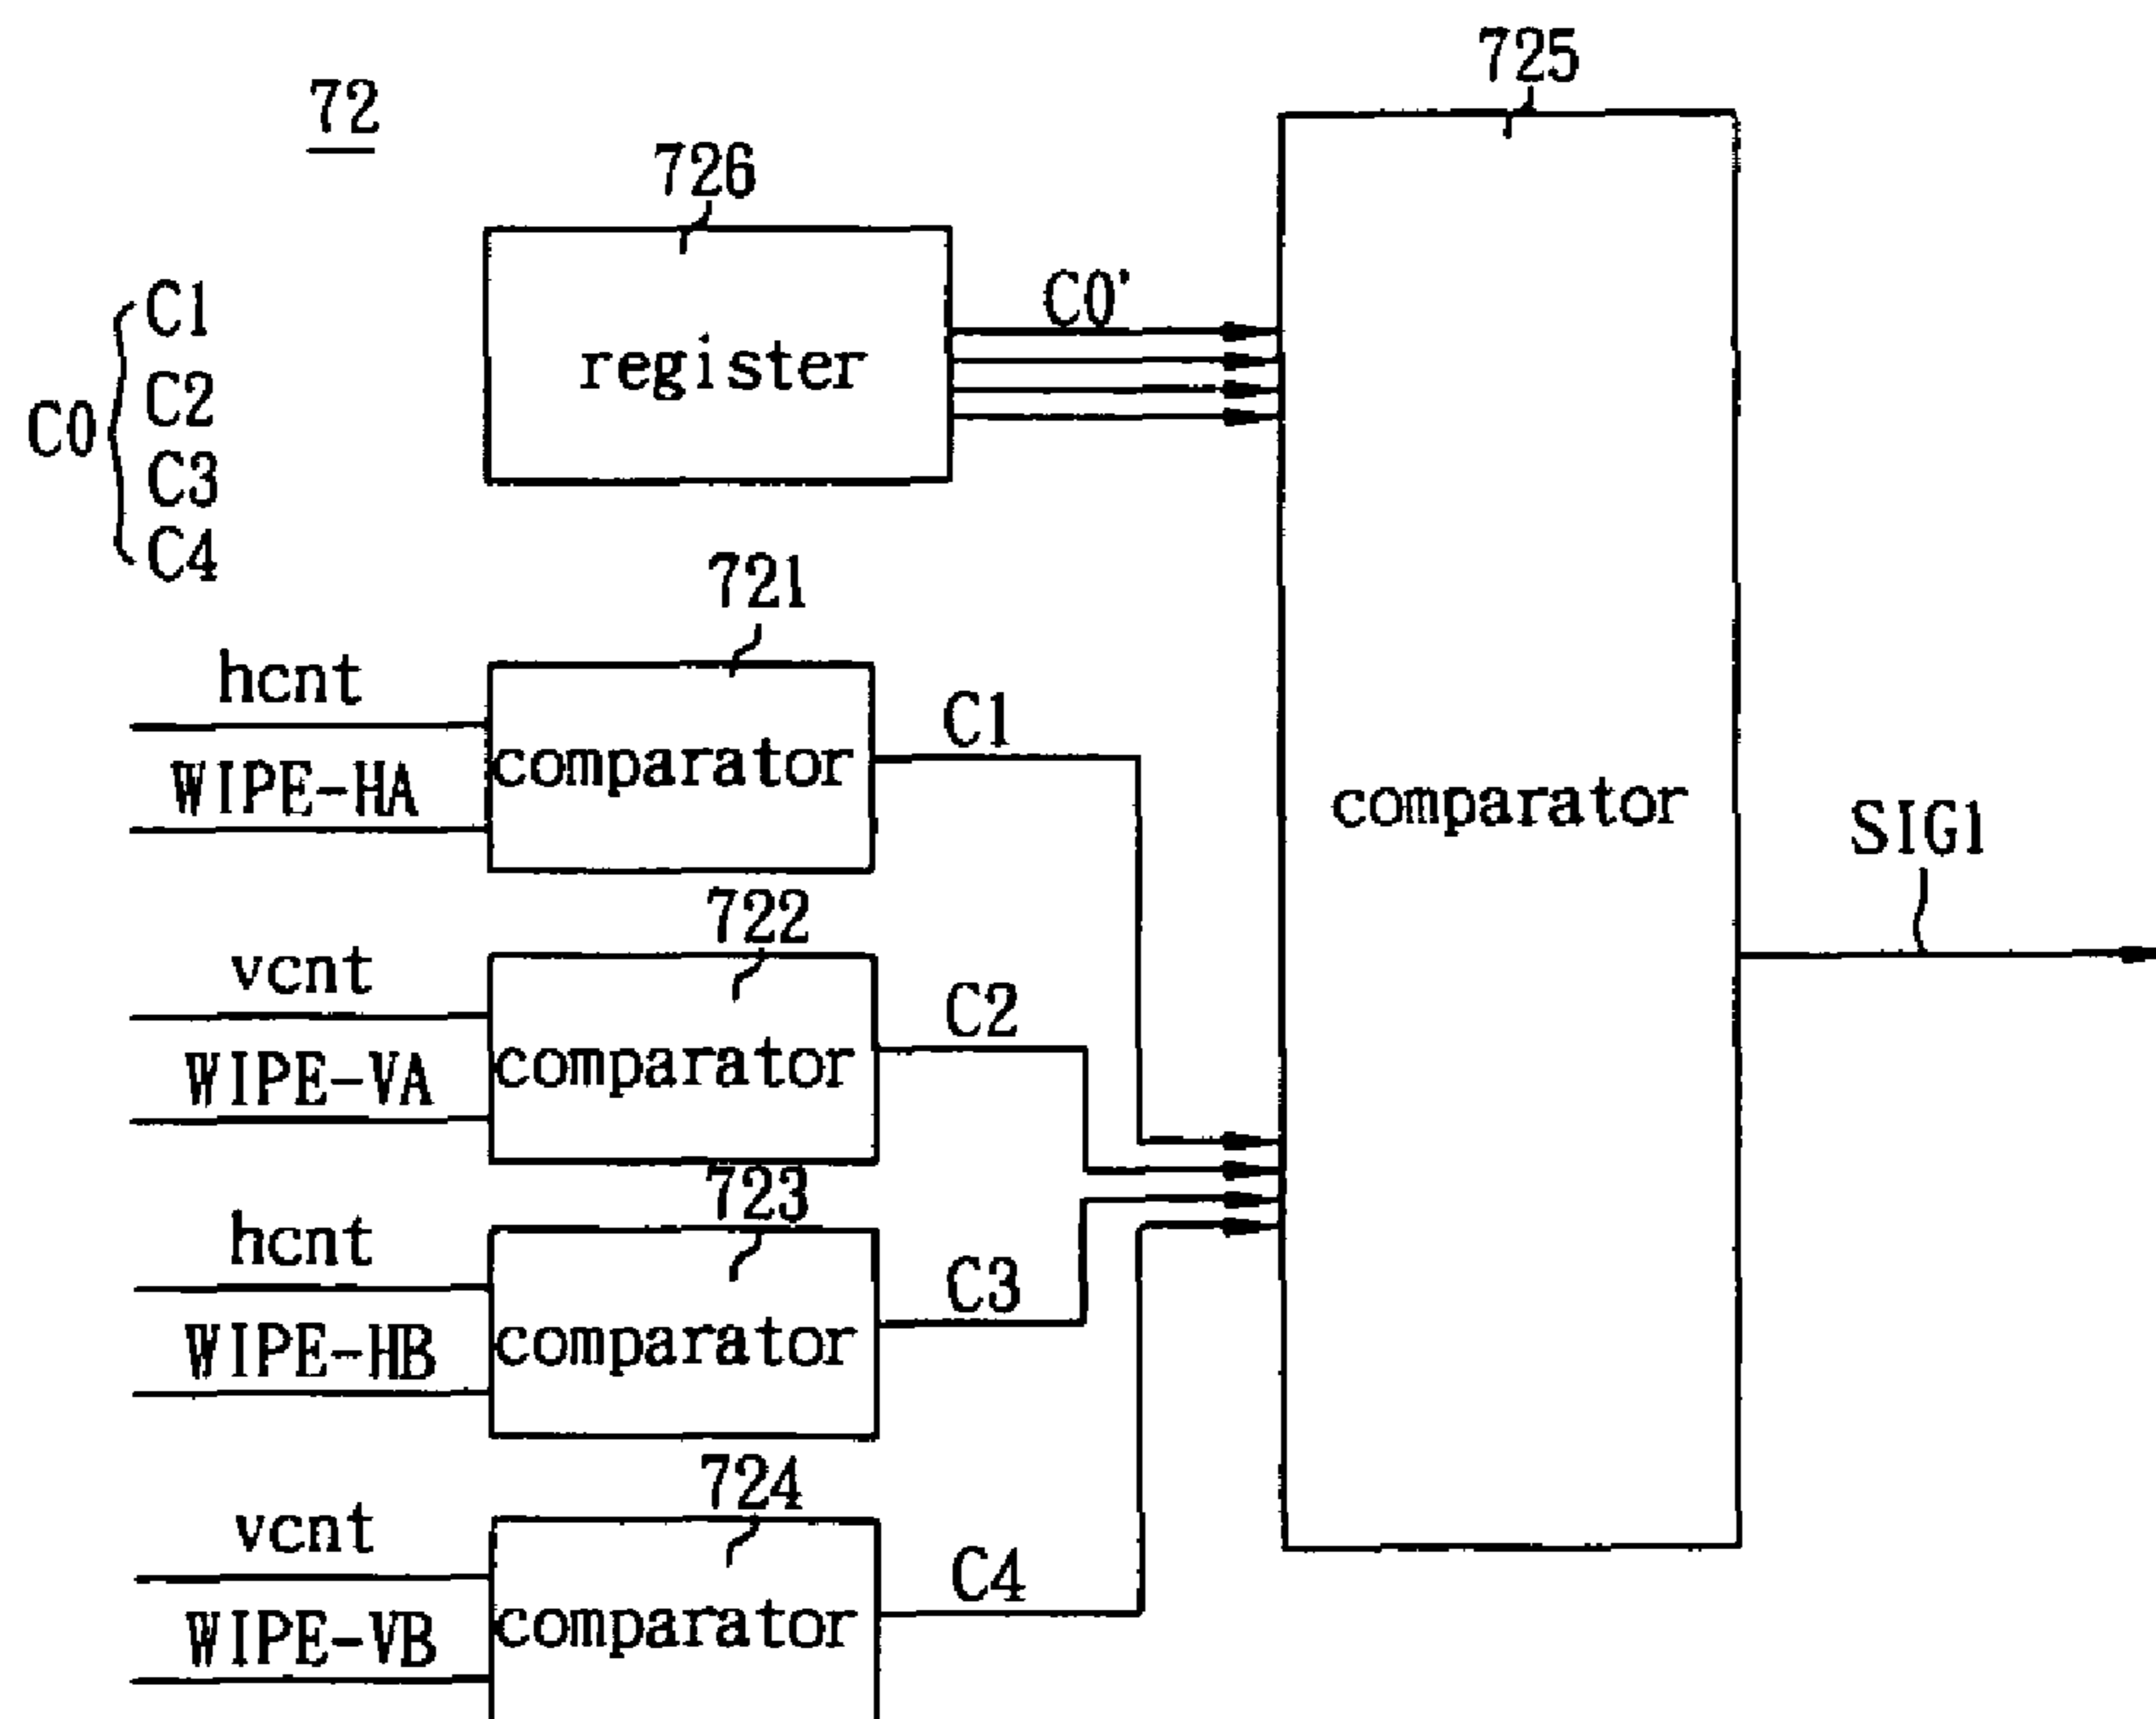 725
72
726
C0'
register
C1
C2
C0
C3
C4
721
hcnt
C1
comparator
WIPE-HA
comparator
SIG1
722
vcnt
C2
comparator
WIPE-VA
723
hcnt
C3
comparator
WIPE-HB
724
vcnt
C4
comparator
WIPE-VB